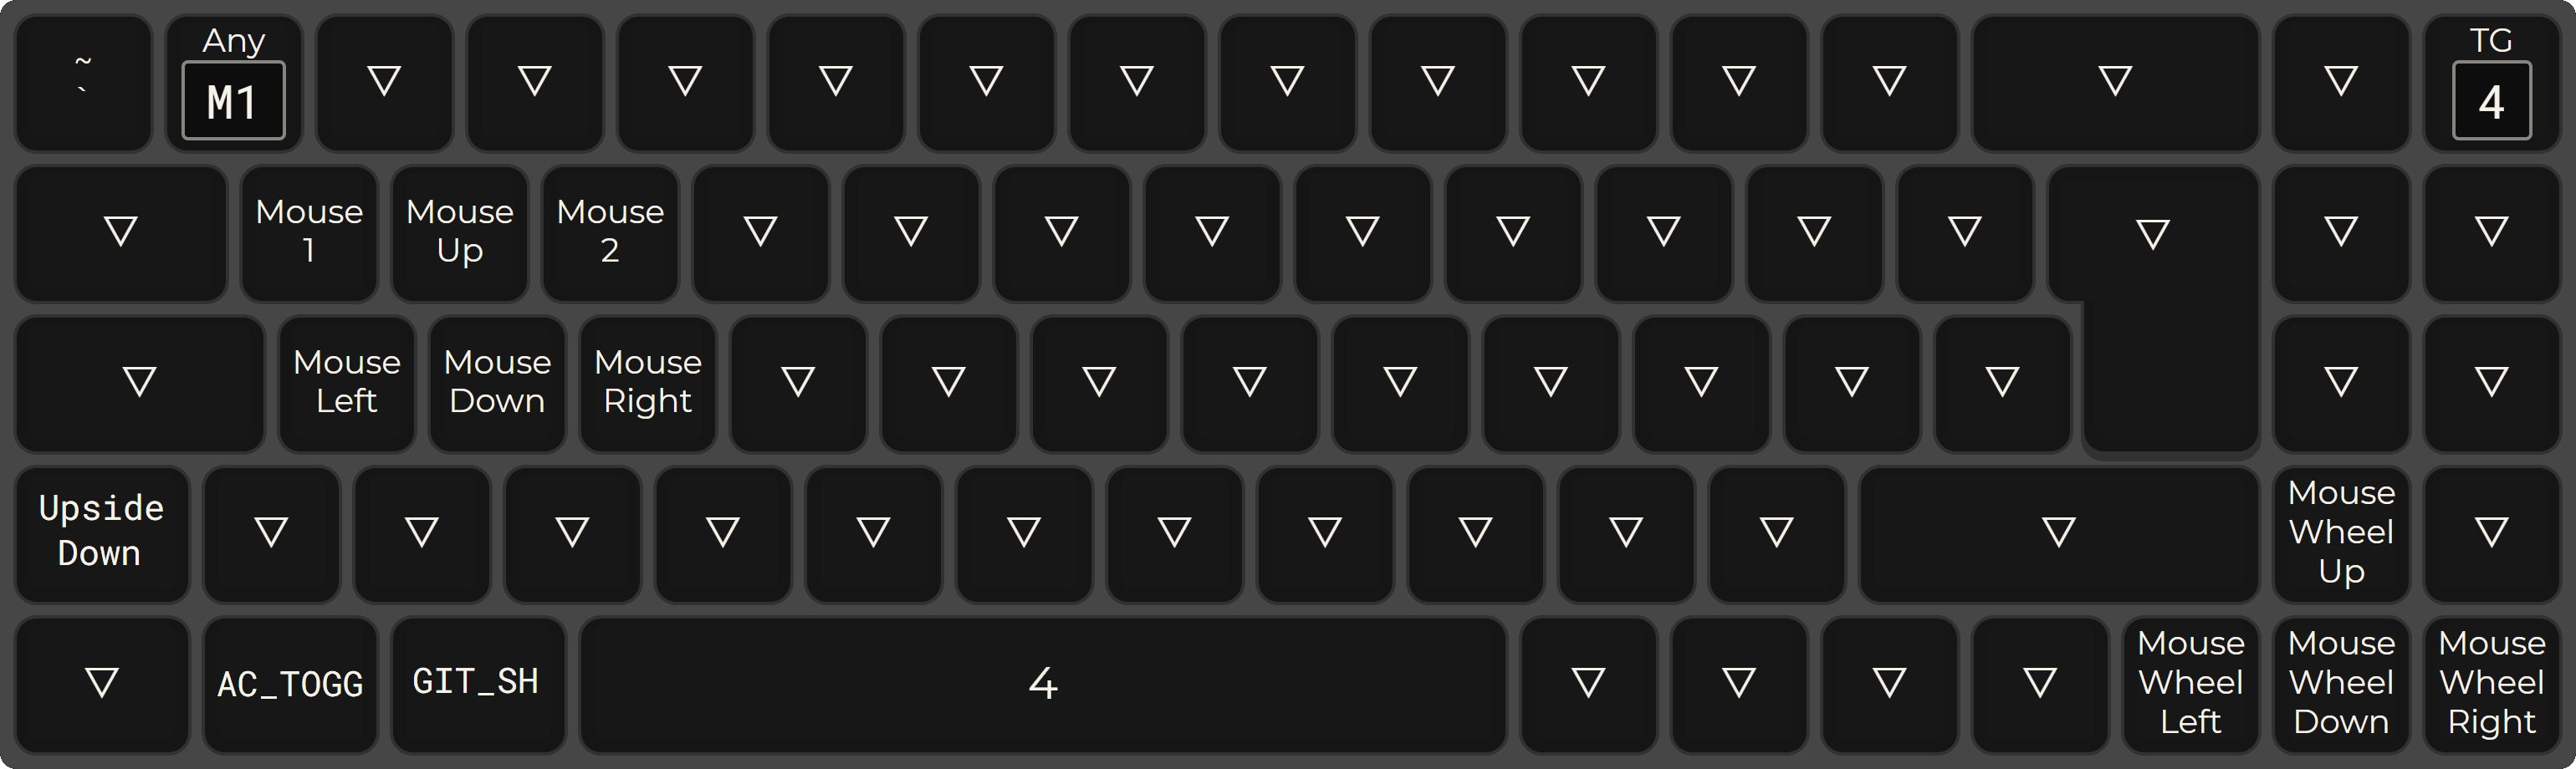 ~
`
Any
M1
▽ ▽ ▽ ▽ ▽ ▽ ▽ ▽ ▽ ▽ ▽ ▽ ▽
TG
4
▽
Mouse
1
Mouse
Up
Mouse
2
▽ ▽ ▽ ▽ ▽ ▽ ▽ ▽ ▽ ▽ ▽ ▽
▽
Mouse
Left
Mouse
Down
Mouse
Right
▽ ▽ ▽ ▽ ▽ ▽ ▽ ▽ ▽ ▽ ▽
Upside
Down
▽ ▽ ▽ ▽ ▽ ▽ ▽ ▽ ▽ ▽ ▽ ▽
Mouse
Wheel
Up
▽
▽
AC_TOGG
GIT_SH
4
▽ ▽ ▽ ▽
Mouse
Wheel
Left
Mouse
Wheel
Down
Mouse
Wheel
Right